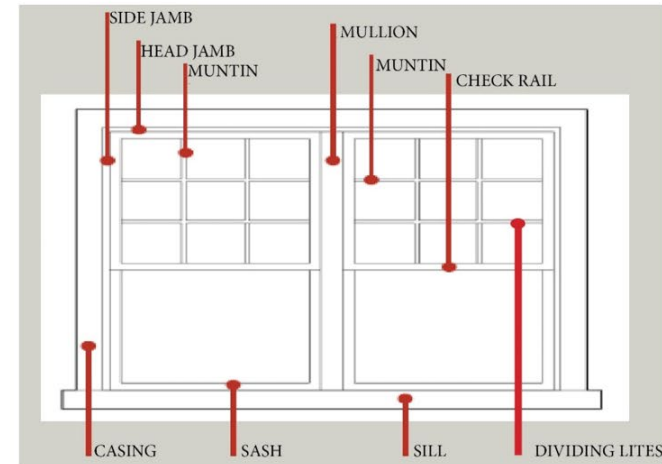 SIDE JAMB
HEAD JAMB
MUNTIN
MULLION
MUNTIN
CHECK RAIL
CASING
SASH
SILL
DIVIDING LITES